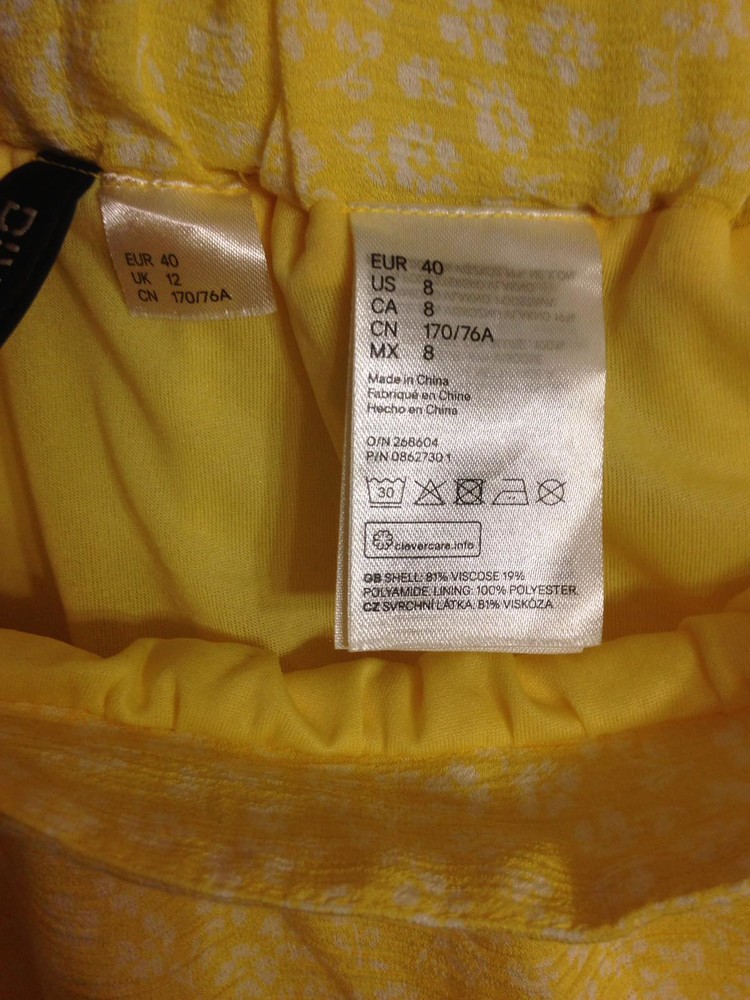 EUR 40
UK 12
CN 170/76A
EUR 40
US 8
CA 8
CN 170/76A
MX 8
Made in China
Fabriqué en Chine
Hecho en China
O/N 268604
P/N 0862730 1
30
clevercare.info
GB SHELL: 81% VISCOSE 19%
POLYAMIDE. LINING: 100% POLYESTER.
CZ SVRCHNÍ LÁTKA: 81% VISKÓZA